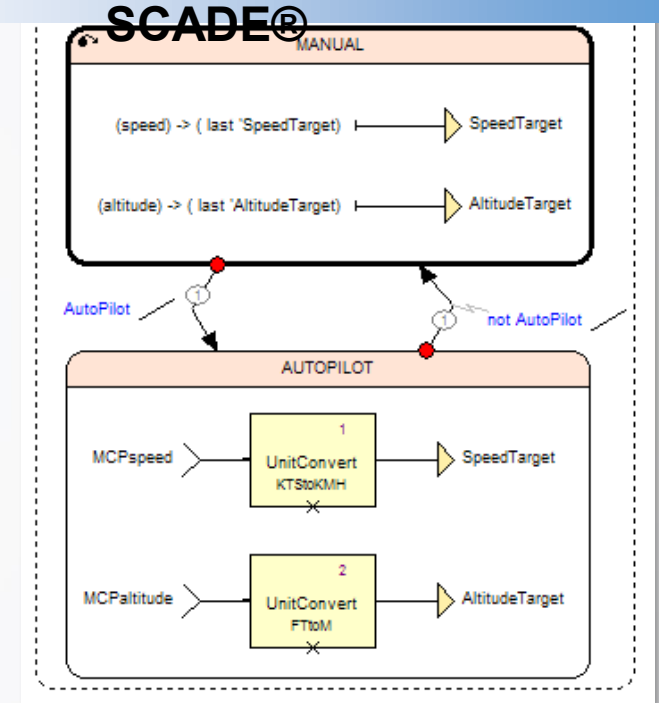 SCADE®
MANUAL
(speed) -> ( last 'SpeedTarget)
SpeedTarget
(altitude) -> ( last 'AltitudeTarget)
AltitudeTarget
AutoPilot
1
1
not AutoPilot
AUTOPILOT
MCPspeed
1
UnitConvert
KTStoKMH
SpeedTarget
MCPaltitude
2
UnitConvert
FTtoM
AltitudeTarget